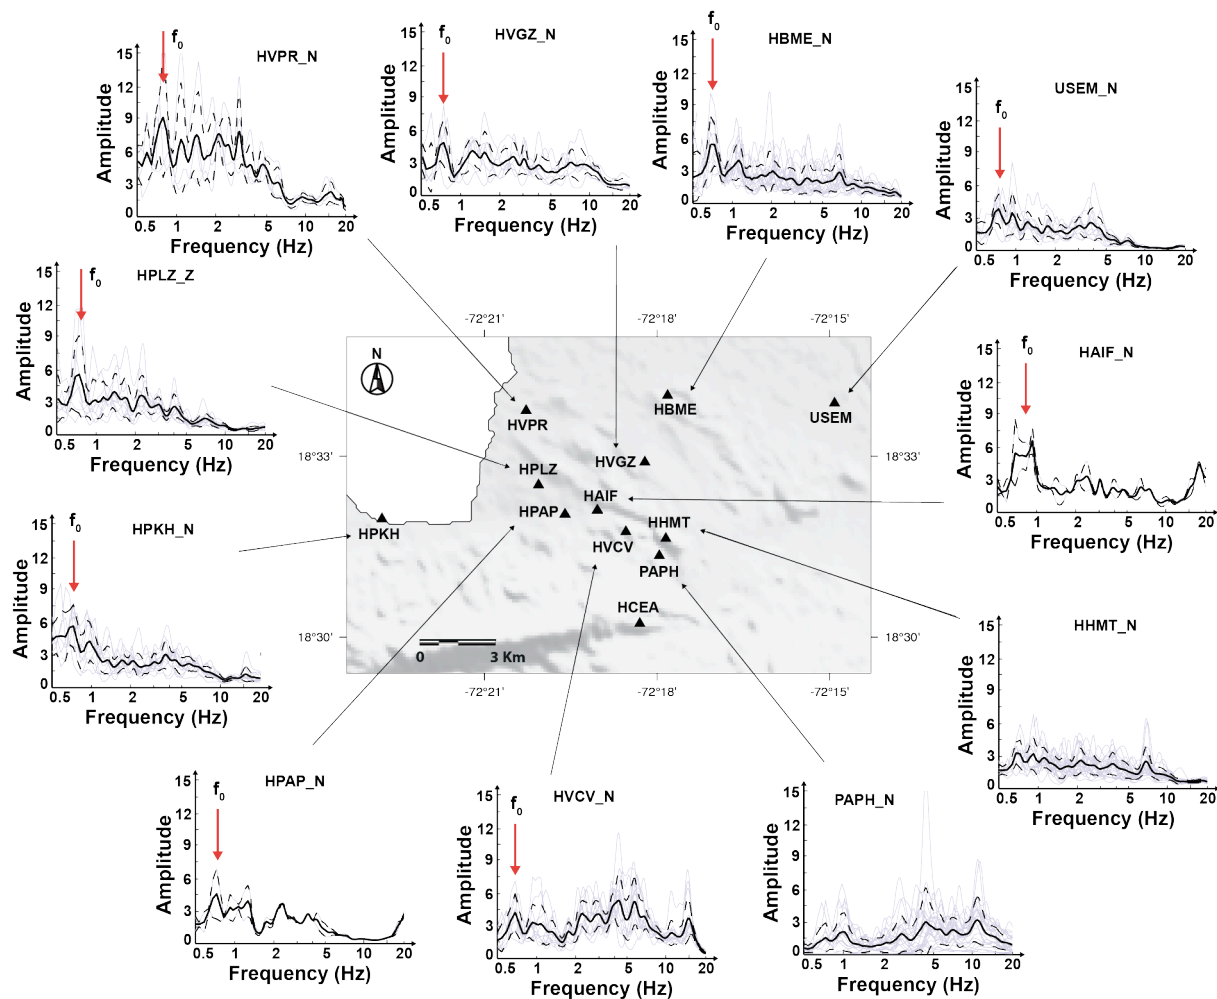 HVPR_N
f0
Amplitude
15
12
9
6
3
0
0.5 1 2 5 10 20
Frequency (Hz)
HVGZ_N
f0
Amplitude
15
12
9
6
3
0
0.5 1 2 5 10 20
Frequency (Hz)
HBME_N
f0
Amplitude
15
12
9
6
3
0
0.5 1 2 5 10 20
Frequency (Hz)
USEM_N
f0
Amplitude
15
12
9
6
3
0
0.5 1 2 5 10 20
Frequency (Hz)
HPLZ_Z
f0
Amplitude
15
12
9
6
3
0
0.5 1 2 5 10 20
Frequency (Hz)
-72°21' -72°18' -72°15'
N
HBME
USEM
HVPR
18°33' 18°33'
HVGZ
HPLZ
HAIF
HPAP
HHMT
HPKH
HVCV
PAPH
HCEA
18°30' 18°30'
0 3 Km
-72°21' -72°18' -72°15'
HAIF_N
f0
Amplitude
15
12
9
6
3
0
0.5 1 2 5 10 20
Frequency (Hz)
HPKH_N
f0
Amplitude
15
12
9
6
3
0
0.5 1 2 5 10 20
Frequency (Hz)
HHMT_N
Amplitude
15
12
9
6
3
0
0.5 1 2 5 10 20
Frequency (Hz)
HPAP_N
f0
Amplitude
15
12
9
6
3
0
0.5 1 2 5 10 20
Frequency (Hz)
HVCV_N
f0
Amplitude
15
12
9
6
3
0
0.5 1 2 5 10 20
Frequency (Hz)
PAPH_N
Amplitude
15
12
9
6
3
0
0.5 1 2 5 10 20
Frequency (Hz)